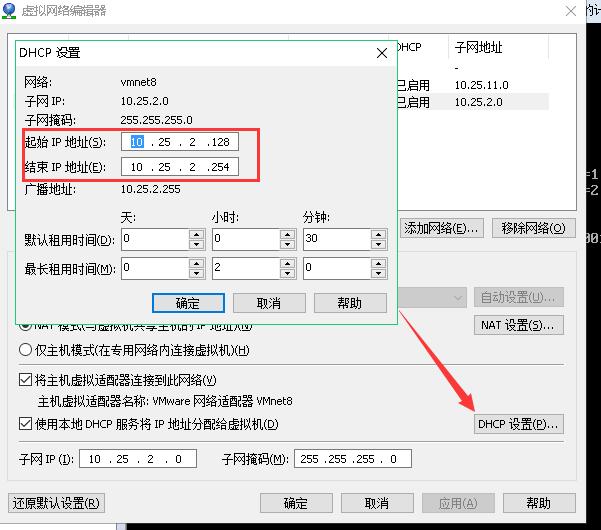 虚拟网络编辑器
DHCP 设置
网络: vmnet8
子网 IP: 10.25.2.0
子网掩码: 255.255.255.0
起始 IP 地址(S): 10 . 25 . 2 .128
结束 IP 地址(E): 10 . 25 . 2 .254
广播地址: 10.25.2.255
天: 小时: 分钟:
默认租用时间(D): 0 0 30
最长租用时间(M): 0 2 0
确定 取消 帮助
DHCP 子网地址
-
已启用 10.25.11.0
已启用 10.25.2.0
添加网络(E)... 移除网络(O)
自动设置(U)...
NAT 模式(与虚拟机共享主机的 IP 地址)(N)
NAT 设置(S)...
仅主机模式(在专用网络内连接虚拟机)(H)
将主机虚拟适配器连接到此网络(V)
主机虚拟适配器名称: VMware 网络适配器 VMnet8
使用本地 DHCP 服务将 IP 地址分配给虚拟机(D) DHCP 设置(P)...
子网 IP (I): 10 . 25 . 2 . 0 子网掩码(M): 255 .255 .255 . 0
还原默认设置(R) 确定 取消 应用(A) 帮助
的计
=1
=2
00: